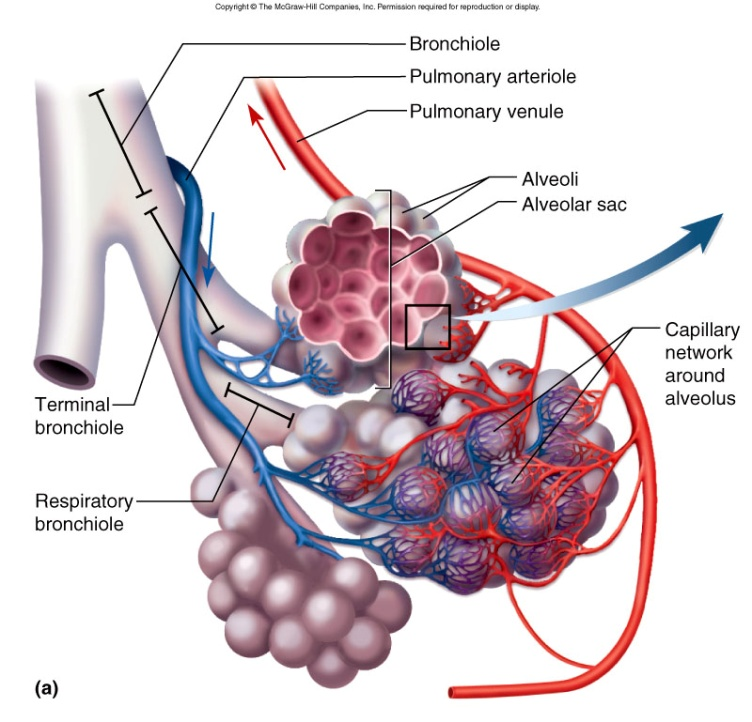 Copyright © The McGraw-Hill Companies, Inc. Permission required for reproduction or display.
Bronchiole
Pulmonary arteriole
Pulmonary venule
Alveoli
Alveolar sac
Capillary
network
around
alveolus
Terminal
bronchiole
Respiratory
bronchiole
(a)